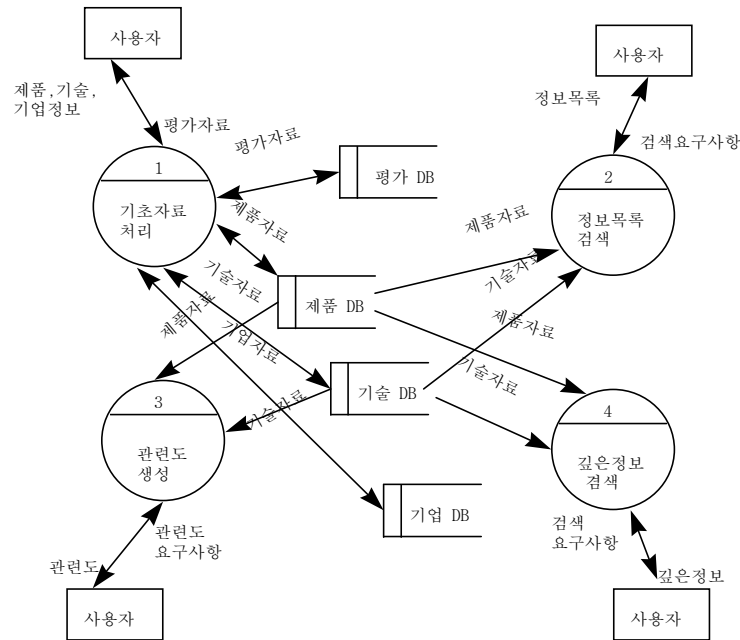 사용자
사용자
제품,기술,
기업정보
정보목록
평가자료
평가자료
검색요구사항
1
평가 DB
2
기초자료
처리
제품자료
제품자료
정보목록
검색
기술자료
기술자료
제품자료
제품 DB
기업자료
제품자료
기술자료
기술 DB
기술자료
3
4
관련도
생성
깊은정보
검색
기업 DB
관련도
요구사항
검색
요구사항
관련도
깊은정보
사용자
사용자